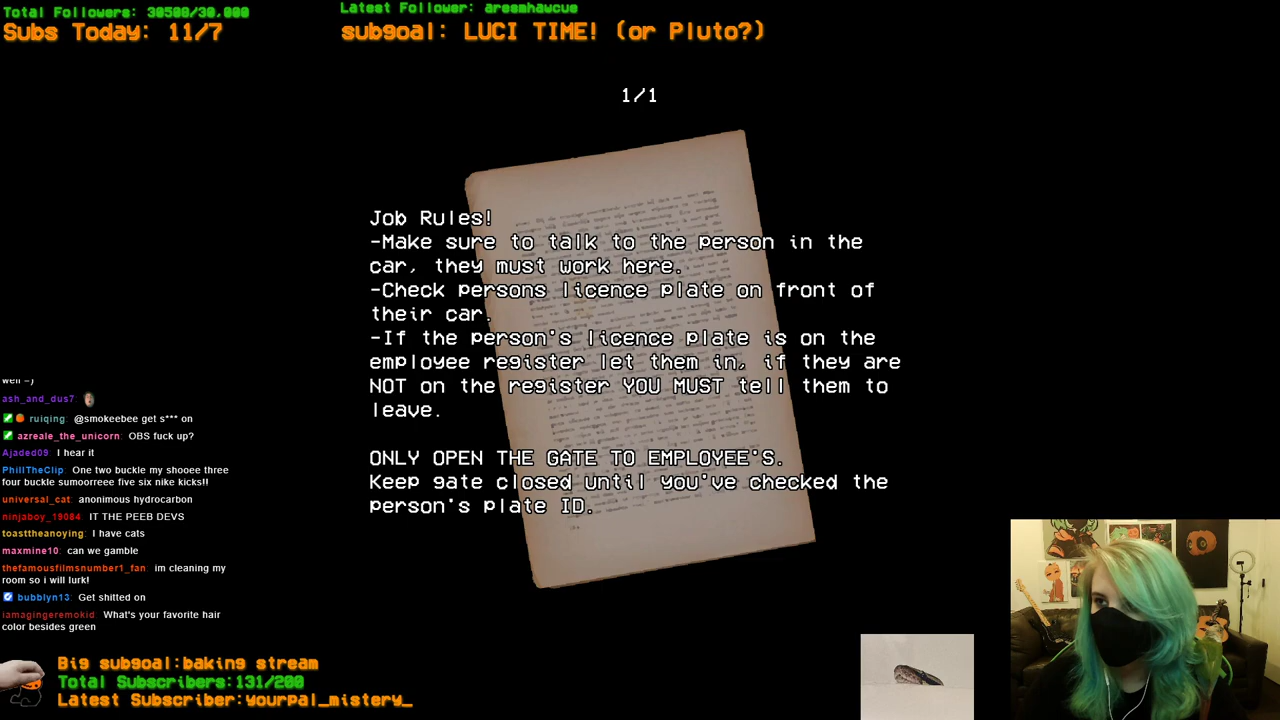 Total Followers: 30500/30,000
Latest Follower: aresmhawcue
Subs Today: 11/7
subgoal: LUCI TIME! (or Pluto?)
1/1
Job Rules!
-Make sure to talk to the person in the
car, they must work here.
-Check persons licence plate on front of
their car.
-If the person's licence plate is on the
employee register let them in, if they are
NOT on the register YOU MUST tell them to
leave.
ONLY OPEN THE GATE TO EMPLOYEE'S.
Keep gate closed until you've checked the
person's plate ID.
well =)
ash_and_dus7:
ruiqing: @smokeebee get s*** on
azreale_the_unicorn: OBS fuck up?
Ajaded09: I hear it
PhillTheClip: One two buckle my shooee three
four buckle sumoorreee five six nike kicks!!
universal_cat: anonimous hydrocarbon
ninjaboy_19084: IT THE PEEB DEVS
toasttheanoying: I have cats
maxmine10: can we gamble
thefamousfilmsnumber1_fan: im cleaning my
room so i will lurk!
bubblyn13: Get shitted on
iamagingeremokid: What's your favorite hair
color besides green
Big subgoal:baking stream
Total Subscribers:131/200
Latest Subscriber:yourpal_mistery_